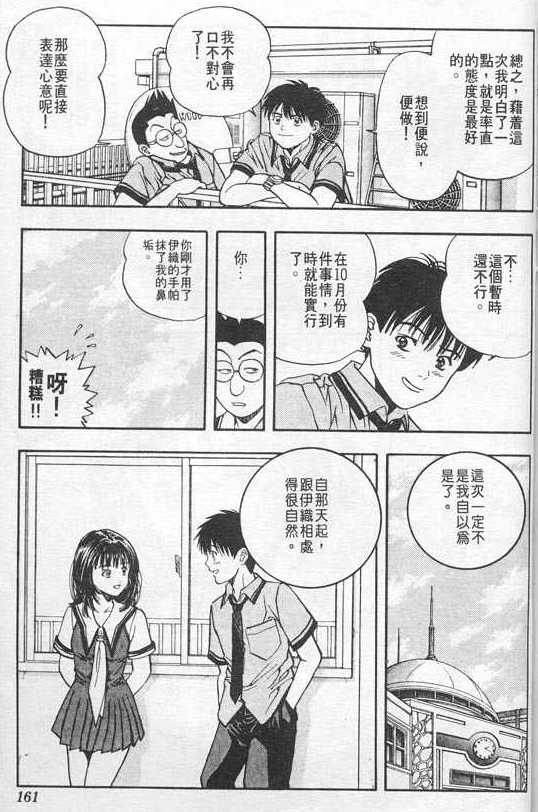 總之，藉着這
次我明白了一
點，就是率直
的態度是最好
的。
想到便說，
便做！
我不會再
口不對心
了！
那麼要直接
表達心意呢！
不…
這個暫時
還不行。
在10月份有
件事情，到
時就能實行
了。
你…
你剛才用了
伊織的手帕
抹了我的鼻
垢。
呀！
糟糕!!
這次一定不
是我自以為
是了。
自那天起，
跟伊織相處
得很自然。
161